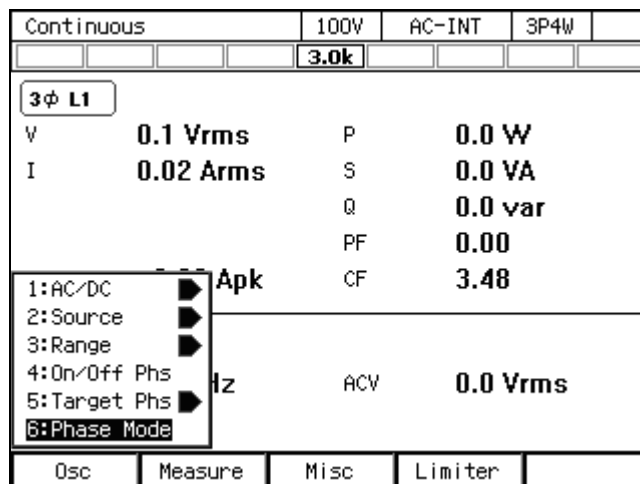 Continuous 100V AC-INT 3P4W
3.0k
3Φ L1
V 0.1 Vrms P 0.0 W
I 0.02 Arms S 0.0 VA
Q 0.0 var
PF 0.00
Apk CF 3.48
1:AC/DC
2:Source
3:Range
4:On/Off Phs
Hz ACV 0.0 Vrms
5:Target Phs
6:Phase Mode
Osc Measure Misc Limiter